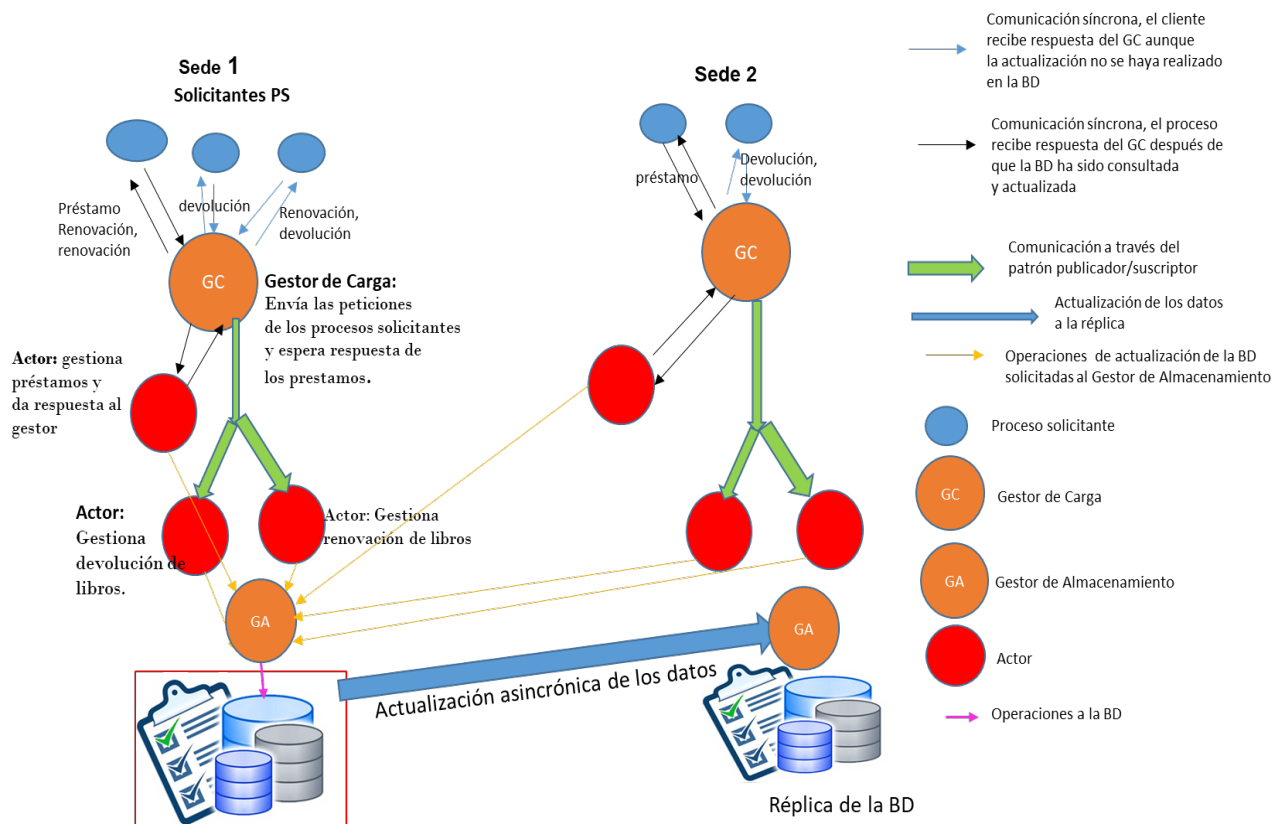 Sede 1
Solicitantes PS
Préstamo
Renovación,
renovación
devolución
Renovación,
devolución
GC
Gestor de Carga:
Envía las peticiones
de los procesos solicitantes
y espera respuesta de
los prestamos.
Actor: gestiona
préstamos y
da respuesta al
gestor
Actor:
Gestiona
devolución de
libros.
Actor: Gestiona
renovación de libros
GA
Sede 2
préstamo
Devolución,
devolución
GC
GA
Actualización asincrónica de los datos
Réplica de la BD
Comunicación síncrona, el cliente
recibe respuesta del GC aunque
la actualización no se haya realizado
en la BD
Comunicación síncrona, el proceso
recibe respuesta del GC después de
que la BD ha sido consultada
y actualizada
Comunicación a través del
patrón publicador/suscriptor
Actualización de los datos
a la réplica
Operaciones de actualización de la BD
solicitadas al Gestor de Almacenamiento
Proceso solicitante
GC
Gestor de Carga
GA
Gestor de Almacenamiento
Actor
Operaciones a la BD